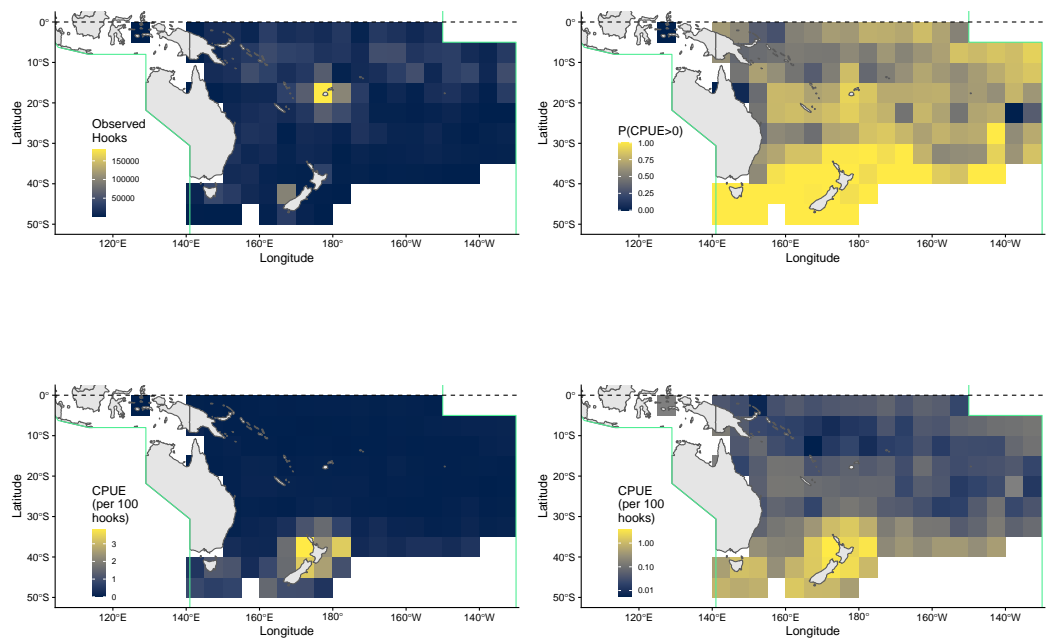 0°
10°S
20°S
30°S
40°S
50°S
Latitude
Observed
Hooks
150000
100000
50000
120°E
140°E
160°E
180°
160°W
140°W
Longitude
0°
10°S
20°S
30°S
40°S
50°S
Latitude
P(CPUE>0)
1.00
0.75
0.50
0.25
0.00
120°E
140°E
160°E
180°
160°W
140°W
Longitude
0°
10°S
20°S
30°S
40°S
50°S
Latitude
CPUE
(per 100
hooks)
3
2
1
0
120°E
140°E
160°E
180°
160°W
140°W
Longitude
0°
10°S
20°S
30°S
40°S
50°S
Latitude
CPUE
(per 100
hooks)
1.00
0.10
0.01
120°E
140°E
160°E
180°
160°W
140°W
Longitude